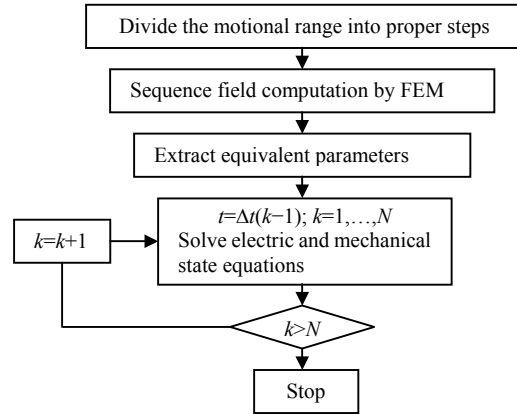 Divide the motional range into proper steps
Sequence field computation by FEM
Extract equivalent parameters
t=Δt(k−1); k=1,…,N
Solve electric and mechanical
state equations
k=k+1
k>N
Stop